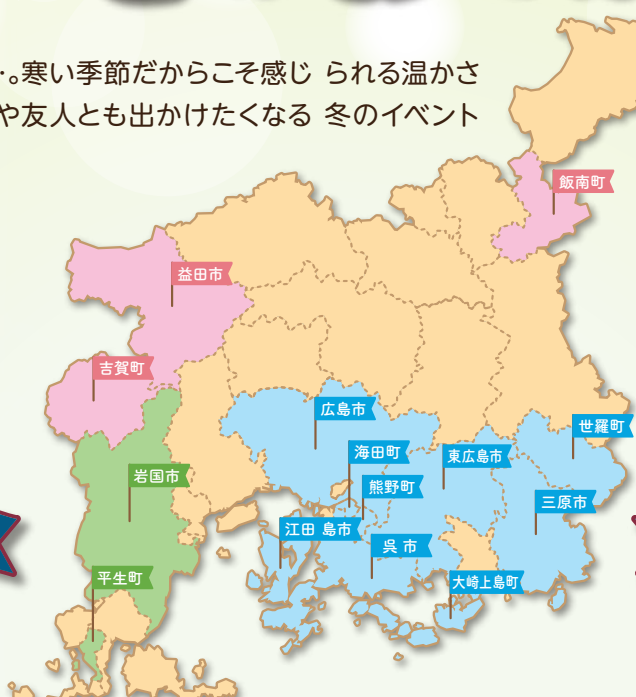 ･。寒い季節だからこそ感じ られる温かさ
や友人とも出かけたくなる 冬のイベント
飯南町
益田市
吉賀町
広島市
世羅町
海田町
東広島市
岩国市
熊野町
三原市
江田 島市
呉 市
平生町
大崎上島町